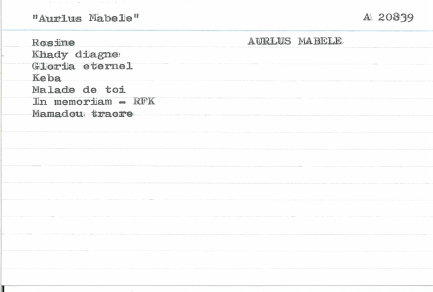 "Aurlus Mabele" A 20839
Rosine AURLUS MABELE
Khady diagne
Gloria eternel
Keba
Malade de toi
In memoriam - RFK
Mamadou traore